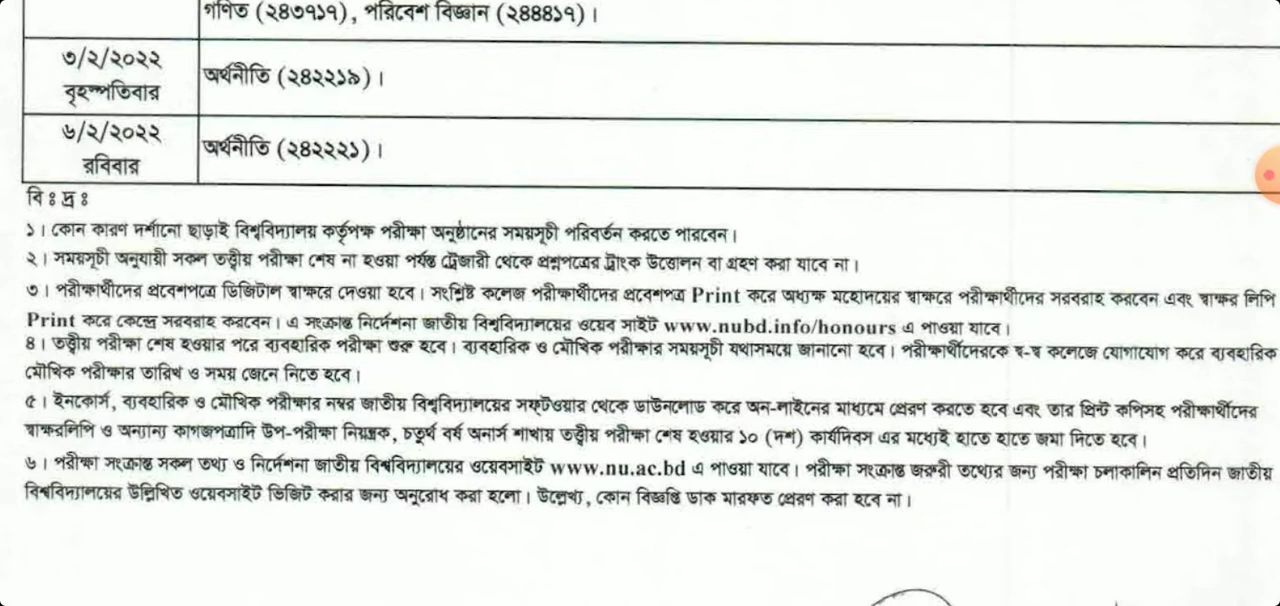 গণিত (২৪৩৭১৭), পরিবেশ বিজ্ঞান (২৪৪৪১৭)।
৩/২/২০২২
বৃহস্পতিবার
অর্থনীতি (২৪২২১৯)।
৬/২/২০২২
রবিবার
অর্থনীতি (২৪২২২১)।
বি ঃ দ্র ঃ
১। কোন কারণ দর্শানো ছাড়াই বিশ্ববিদ্যালয় কর্তৃপক্ষ পরীক্ষা অনুষ্ঠানের সময়সূচী পরিবর্তন করতে পারবেন।
২। সময়সূচী অনুযায়ী সকল তত্ত্বীয় পরীক্ষা শেষ না হওয়া পর্যন্ত ট্রেজারী থেকে প্রশ্নপত্রের ট্রাংক উত্তোলন বা গ্রহণ করা যাবে না।
৩। পরীক্ষার্থীদের প্রবেশপত্রে ডিজিটাল স্বাক্ষরে দেওয়া হবে। সংশ্লিষ্ট কলেজ পরীক্ষার্থীদের প্রবেশপত্র Print করে অধ্যক্ষ মহোদয়ের স্বাক্ষরে পরীক্ষার্থীদের সরবরাহ করবেন এবং স্বাক্ষর লিপি
Print করে কেন্দ্রে সরবরাহ করবেন। এ সংক্রান্ত নির্দেশনা জাতীয় বিশ্ববিদ্যালয়ের ওয়েব সাইট www.nubd.info/honours এ পাওয়া যাবে।
৪। তত্ত্বীয় পরীক্ষা শেষ হওয়ার পরে ব্যবহারিক পরীক্ষা শুরু হবে। ব্যবহারিক ও মৌখিক পরীক্ষার সময়সূচী যথাসময়ে জানানো হবে। পরীক্ষার্থীদেরকে স্ব-স্ব কলেজে যোগাযোগ করে ব্যবহারিক
মৌখিক পরীক্ষার তারিখ ও সময় জেনে নিতে হবে।
৫। ইনকোর্স, ব্যবহারিক ও মৌখিক পরীক্ষার নম্বর জাতীয় বিশ্ববিদ্যালয়ের সফ্টওয়ার থেকে ডাউনলোড করে অন-লাইনের মাধ্যমে প্রেরণ করতে হবে এবং তার প্রিন্ট কপিসহ পরীক্ষার্থীদের
স্বাক্ষরলিপি ও অন্যান্য কাগজপত্রাদি উপ-পরীক্ষা নিয়ন্ত্রক, চতুর্থ বর্ষ অনার্স শাখায় তত্ত্বীয় পরীক্ষা শেষ হওয়ার ১০ (দশ) কার্যদিবস এর মধ্যেই হাতে হাতে জমা দিতে হবে।
৬। পরীক্ষা সংক্রান্ত সকল তথ্য ও নির্দেশনা জাতীয় বিশ্ববিদ্যালয়ের ওয়েবসাইট www.nu.ac.bd এ পাওয়া যাবে। পরীক্ষা সংক্রান্ত জরুরী তথ্যের জন্য পরীক্ষা চলাকালিন প্রতিদিন জাতীয়
বিশ্ববিদ্যালয়ের উল্লিখিত ওয়েবসাইট ভিজিট করার জন্য অনুরোধ করা হলো। উল্লেখ্য, কোন বিজ্ঞপ্তি ডাক মারফত প্রেরণ করা হবে না।